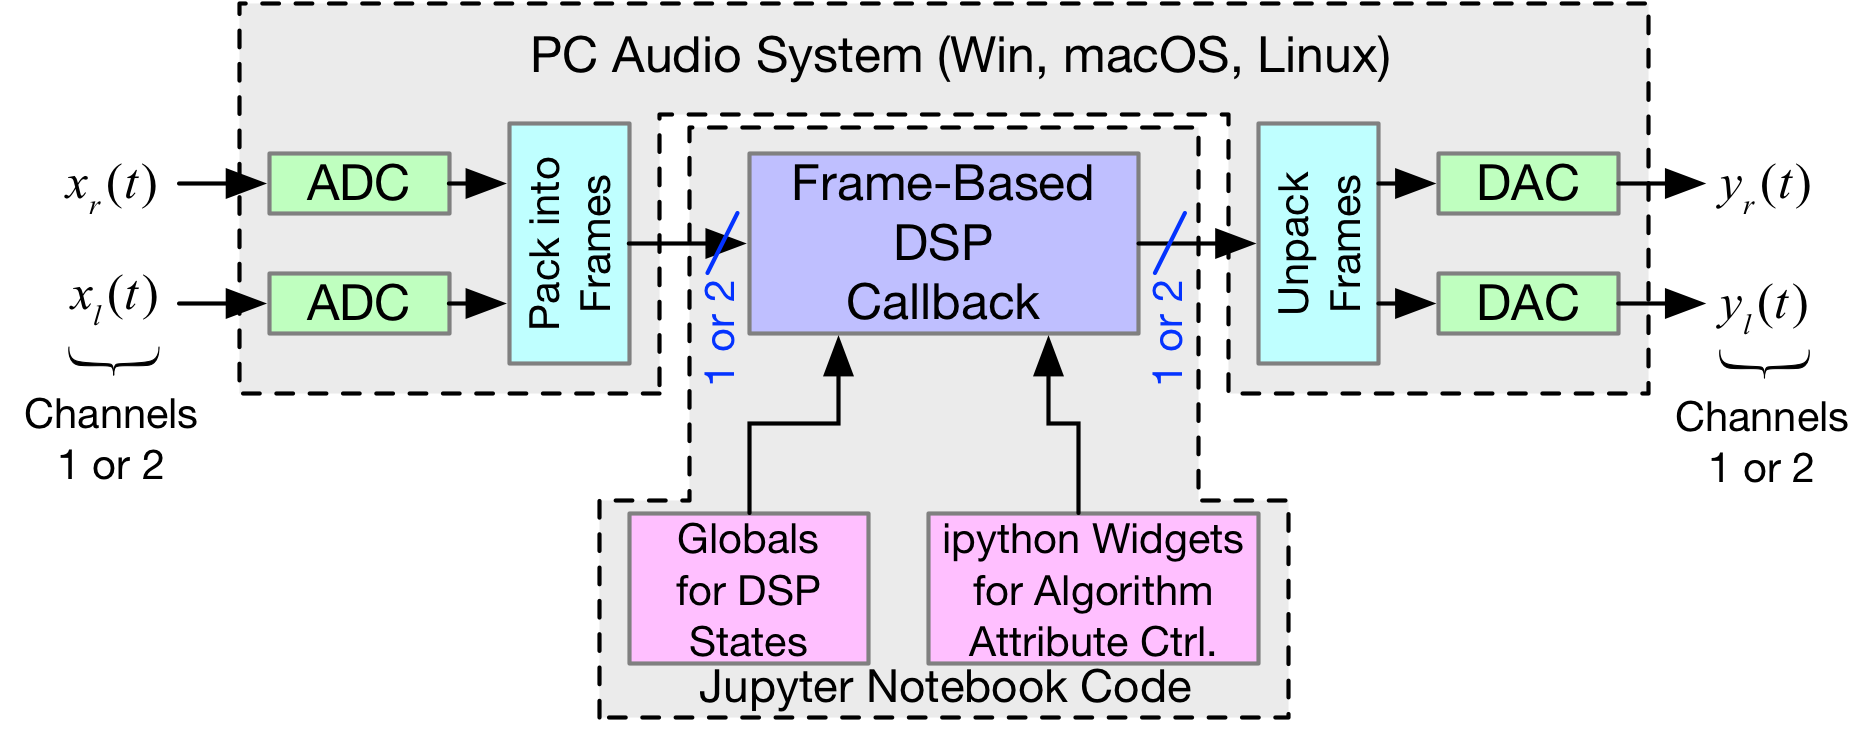 PC Audio System (Win, macOS, Linux)
x_r(t)
ADC
x_l(t)
ADC
Channels
1 or 2
Pack into
Frames
1 or 2
Frame-Based
DSP
Callback
1 or 2
Unpack
Frames
DAC
y_r(t)
DAC
y_l(t)
Channels
1 or 2
Globals
for DSP
States
ipython Widgets
for Algorithm
Attribute Ctrl.
Jupyter Notebook Code